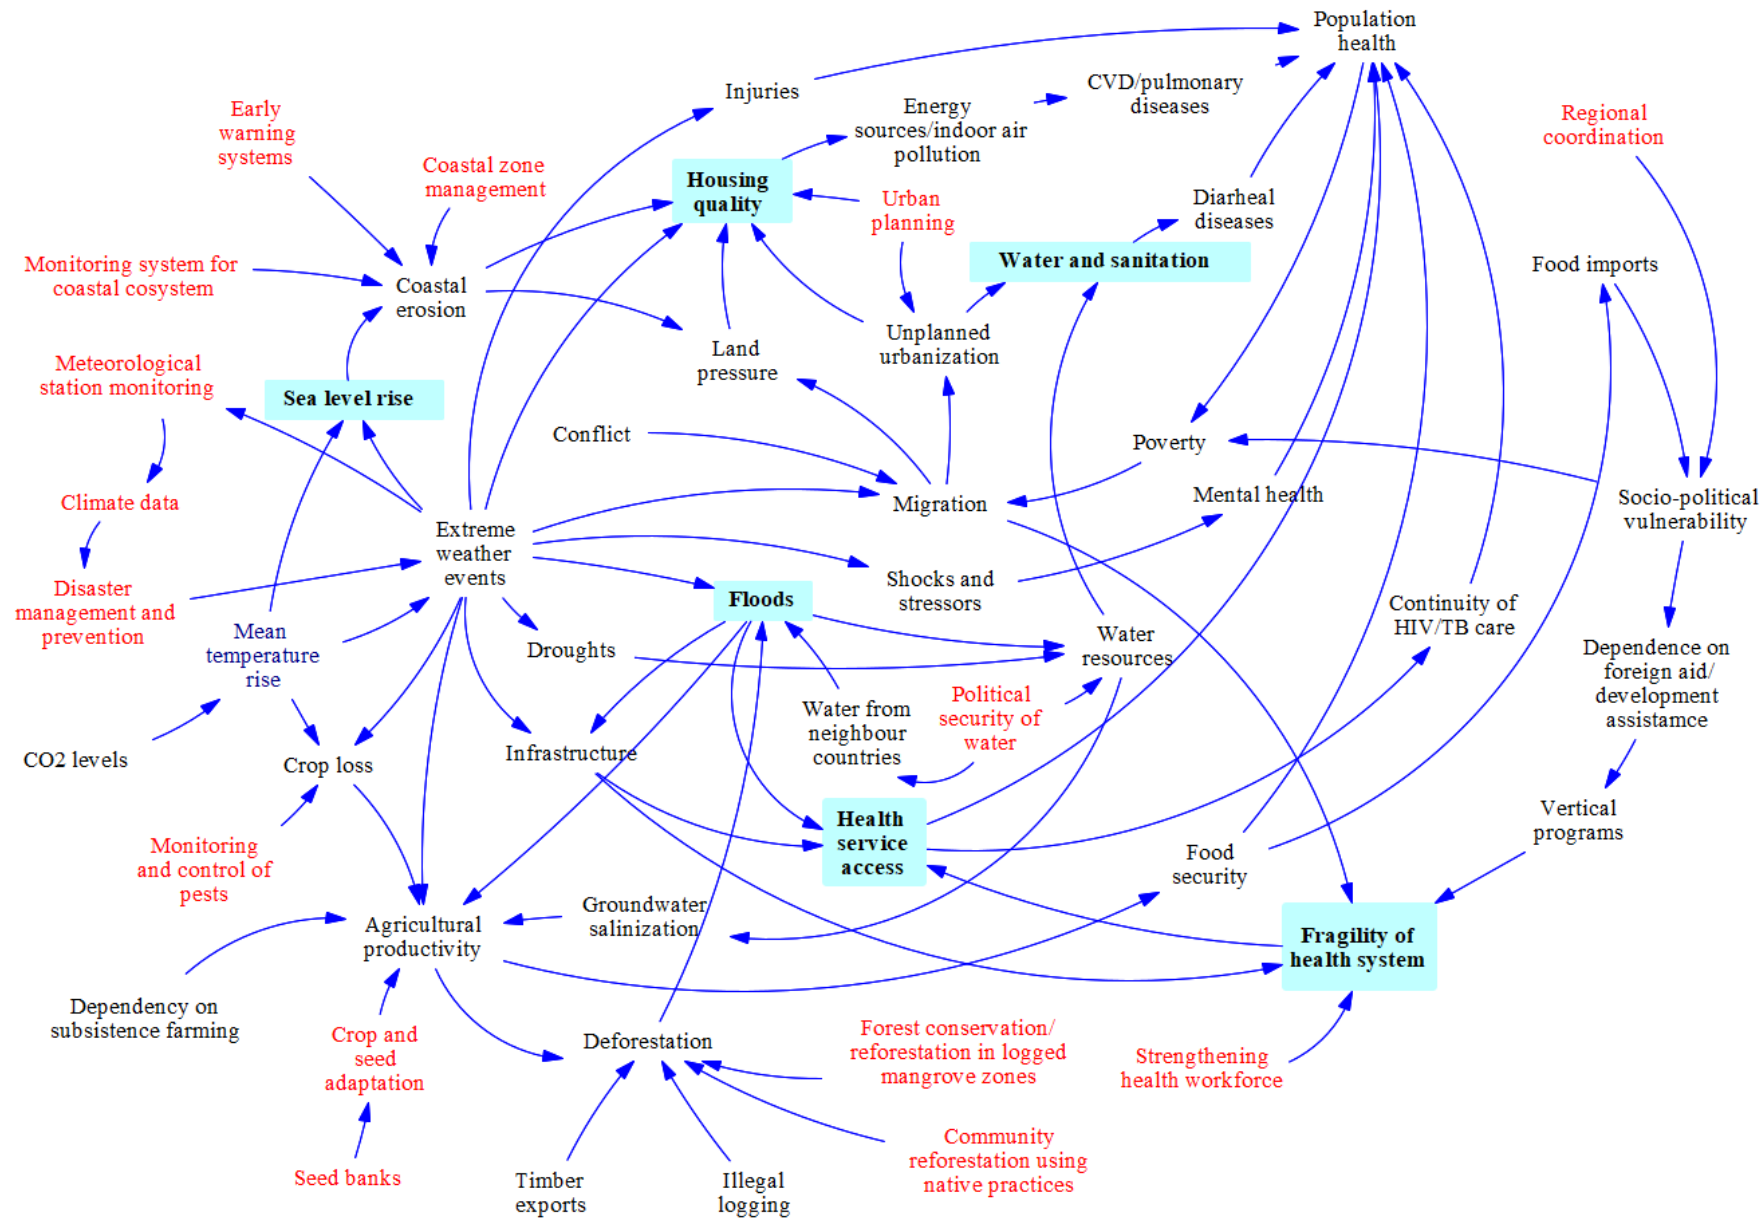 Population
health
Injuries
Energy
sources/indoor air
pollution
CVD/pulmonary
diseases
Early
warning
systems
Coastal zone
management
Regional
coordination
Housing
quality
Urban
planning
Diarheal
diseases
Monitoring system for
coastal cosystem
Coastal
erosion
Water and sanitation
Food imports
Land
pressure
Unplanned
urbanization
Meteorological
station monitoring
Sea level rise
Conflict
Poverty
Climate data
Migration
Mental health
Socio-political
vulnerability
Extreme
weather
events
Disaster
management and
prevention
Shocks and
stressors
Floods
Continuity of
HIV/TB care
Mean
temperature
rise
Droughts
Water
resources
Dependence on
foreign aid/
development
assistamce
Water from
neighbour
countries
Political
security of
water
CO2 levels
Crop loss
Infrastructure
Health
service
access
Vertical
programs
Monitoring
and control of
pests
Food
security
Agricultural
productivity
Groundwater
salinization
Fragility of
health system
Dependency on
subsistence farming
Crop and
seed
adaptation
Deforestation
Forest conservation/
reforestation in logged
mangrove zones
Strengthening
health workforce
Seed banks
Timber
exports
Illegal
logging
Community
reforestation using
native practices